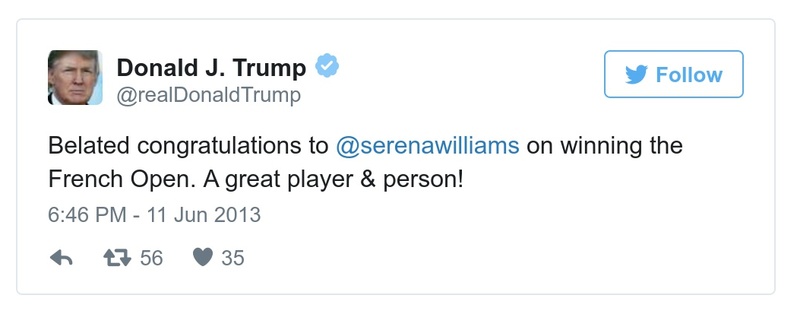 Donald J. Trump
@realDonaldTrump
Follow
Belated congratulations to @serenawilliams on winning the
French Open. A great player & person!
6:46 PM - 11 Jun 2013
56 35